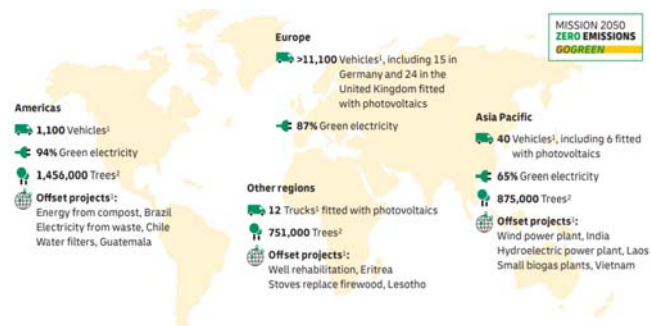 MISSION 2050
ZERO EMISSIONS
GOGREEN
Europe
>11,100 Vehicles¹, including 15 in
Germany and 24 in the
United Kingdom fitted
with photovoltaics
87% Green electricity
Americas
1,100 Vehicles¹
94% Green electricity
1,456,000 Trees²
Offset projects³:
Energy from compost, Brazil
Electricity from waste, Chile
Water filters, Guatemala
Other regions
12 Trucks¹ fitted with photovoltaics
751,000 Trees²
Offset projects³:
Well rehabilitation, Eritrea
Stoves replace firewood, Lesotho
Asia Pacific
40 Vehicles¹, including 6 fitted
with photovoltaics
65% Green electricity
875,000 Trees²
Offset projects³:
Wind power plant, India
Hydroelectric power plant, Laos
Small biogas plants, Vietnam